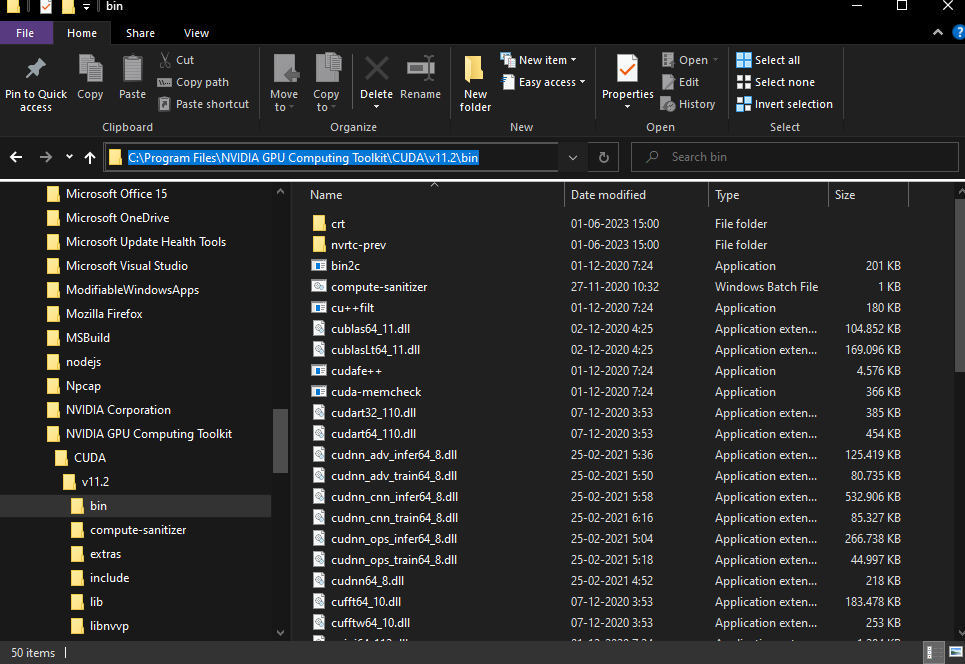 bin
File Home Share View
Pin to Quick access
Copy
Paste
Cut
Copy path
Paste shortcut
Move to
Copy to
Delete
Rename
New folder
New item
Easy access
Properties
Open
Edit
History
Select all
Select none
Invert selection
Clipboard Organize New Open Select
C:\Program Files\NVIDIA GPU Computing Toolkit\CUDA\v11.2\bin
Search bin
Microsoft Office 15
Microsoft OneDrive
Microsoft Update Health Tools
Microsoft Visual Studio
ModifiableWindowsApps
Mozilla Firefox
MSBuild
nodejs
Npcap
NVIDIA Corporation
NVIDIA GPU Computing Toolkit
CUDA
v11.2
bin
compute-sanitizer
extras
include
lib
libnvvp
Name Date modified Type Size
crt 01-06-2023 15:00 File folder
nvrtc-prev 01-06-2023 15:00 File folder
bin2c 01-12-2020 7:24 Application 201 KB
compute-sanitizer 27-11-2020 10:32 Windows Batch File 1 KB
cu++filt 01-12-2020 7:24 Application 180 KB
cublas64_11.dll 02-12-2020 4:25 Application exten... 104.852 KB
cublasLt64_11.dll 02-12-2020 4:25 Application exten... 169.096 KB
cudafe++ 01-12-2020 7:24 Application 4.576 KB
cuda-memcheck 01-12-2020 7:24 Application 366 KB
cudart32_110.dll 07-12-2020 3:53 Application exten... 385 KB
cudart64_110.dll 07-12-2020 3:53 Application exten... 454 KB
cudnn_adv_infer64_8.dll 25-02-2021 5:36 Application exten... 125.419 KB
cudnn_adv_train64_8.dll 25-02-2021 5:50 Application exten... 80.735 KB
cudnn_cnn_infer64_8.dll 25-02-2021 5:58 Application exten... 532.906 KB
cudnn_cnn_train64_8.dll 25-02-2021 6:16 Application exten... 85.327 KB
cudnn_ops_infer64_8.dll 25-02-2021 5:04 Application exten... 266.738 KB
cudnn_ops_train64_8.dll 25-02-2021 5:18 Application exten... 44.997 KB
cudnn64_8.dll 25-02-2021 4:52 Application exten... 218 KB
cufft64_10.dll 07-12-2020 3:53 Application exten... 183.478 KB
cufftw64_10.dll 07-12-2020 3:53 Application exten... 253 KB
50 items